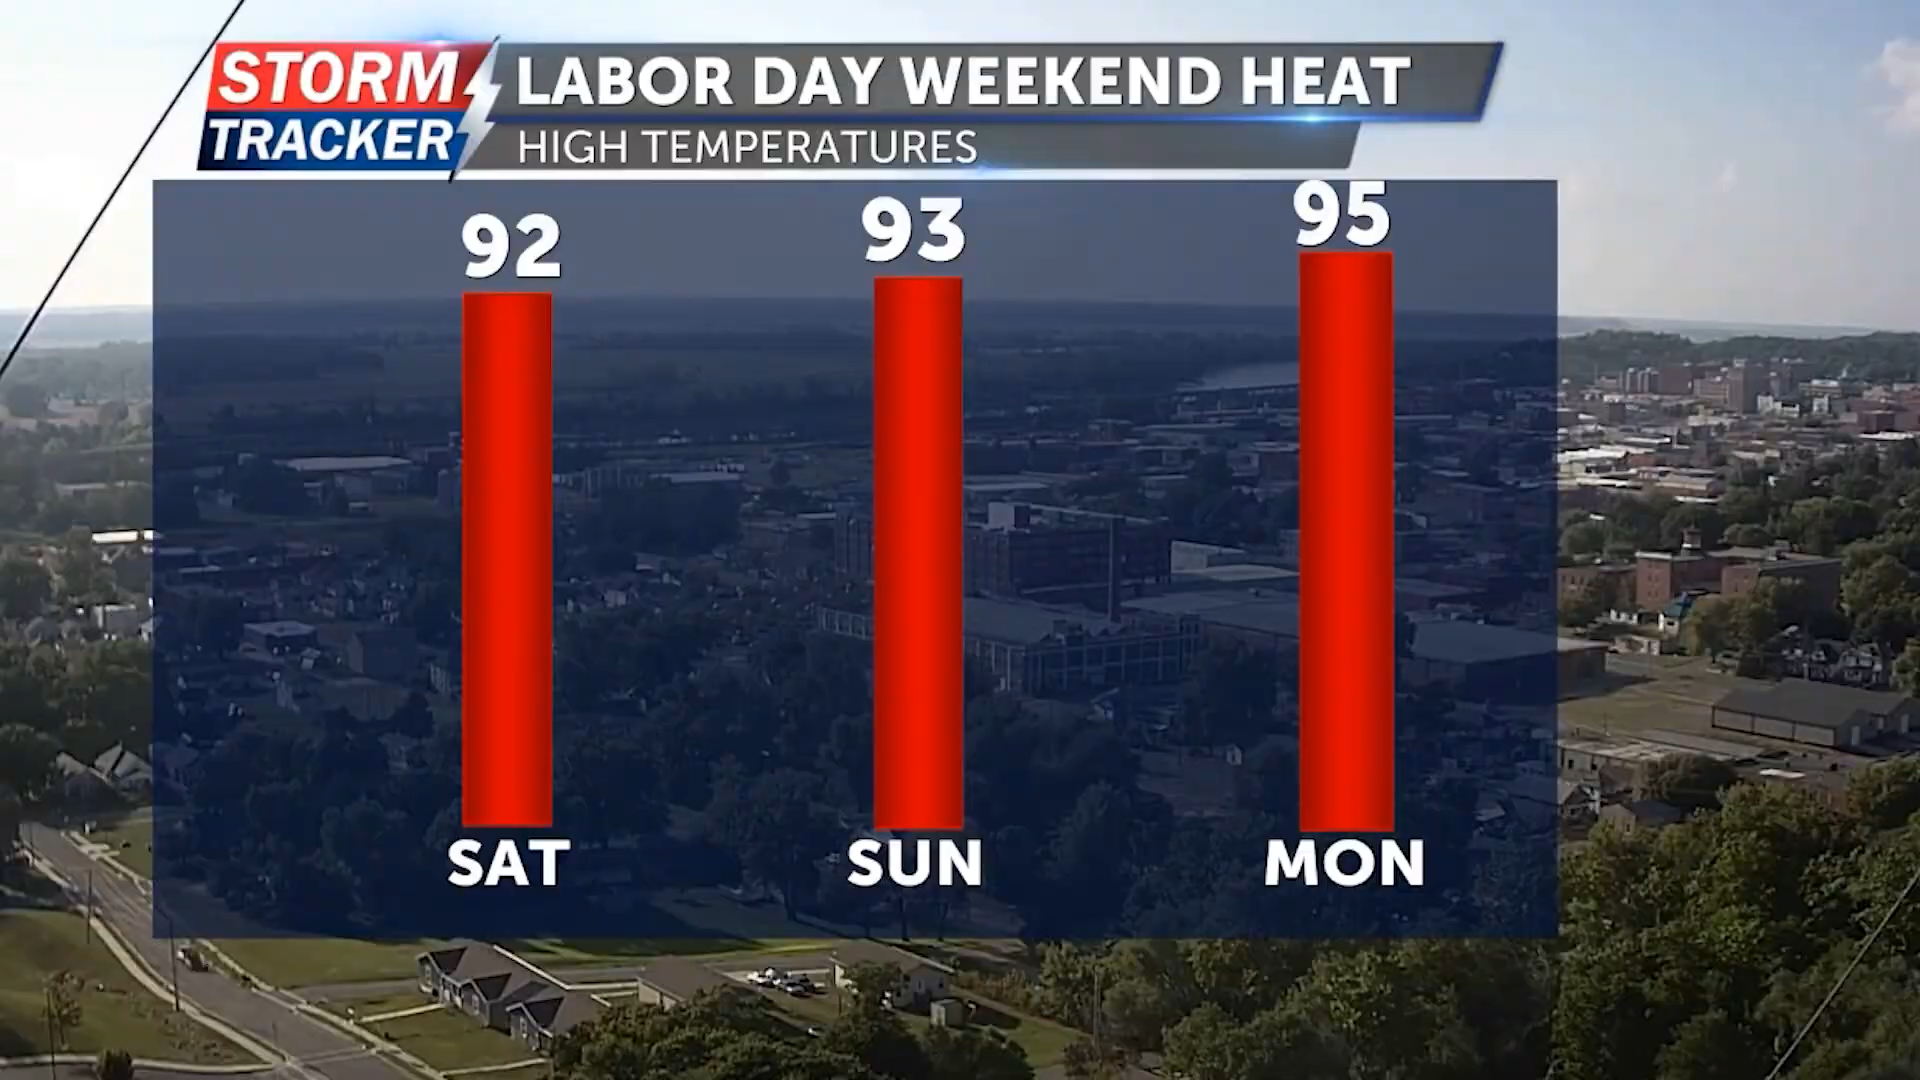 STORM
TRACKER
LABOR DAY WEEKEND HEAT
HIGH TEMPERATURES
92
93
95
SAT
SUN
MON